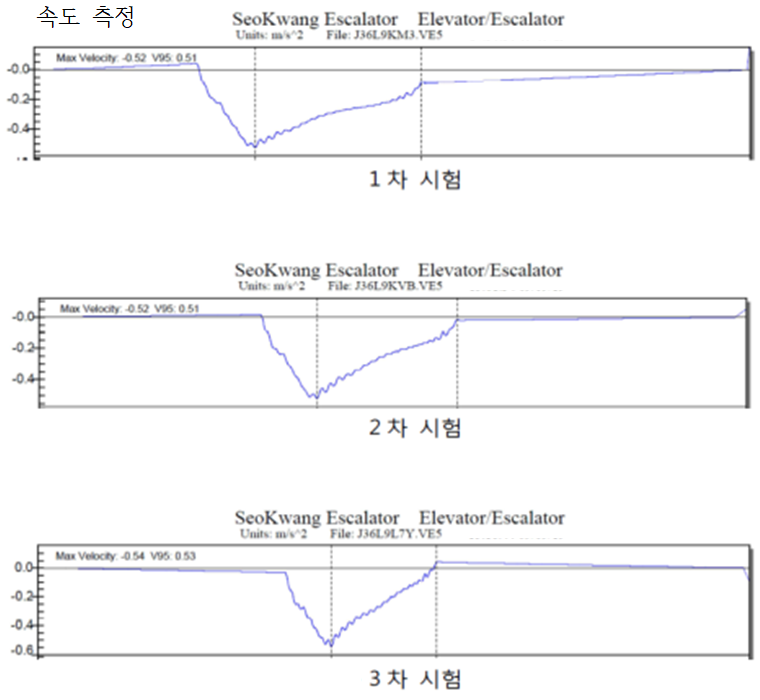 속도 측정
SeoKwang Escalator Elevator/Escalator
Units: m/s^2 File: J36L9KM3.VE5
Max Velocity: -0.52 V95: 0.51
-0.0
-0.2
-0.4
1차 시험
SeoKwang Escalator Elevator/Escalator
Units: m/s^2 File: J36L9KVB.VE5
Max Velocity: -0.52 V95: 0.51
-0.0
-0.2
-0.4
2차 시험
SeoKwang Escalator Elevator/Escalator
Units: m/s^2 File: J36L9L7Y.VE5
Max Velocity: -0.54 V95: 0.53
0.0
-0.2
-0.4
-0.6
3차 시험